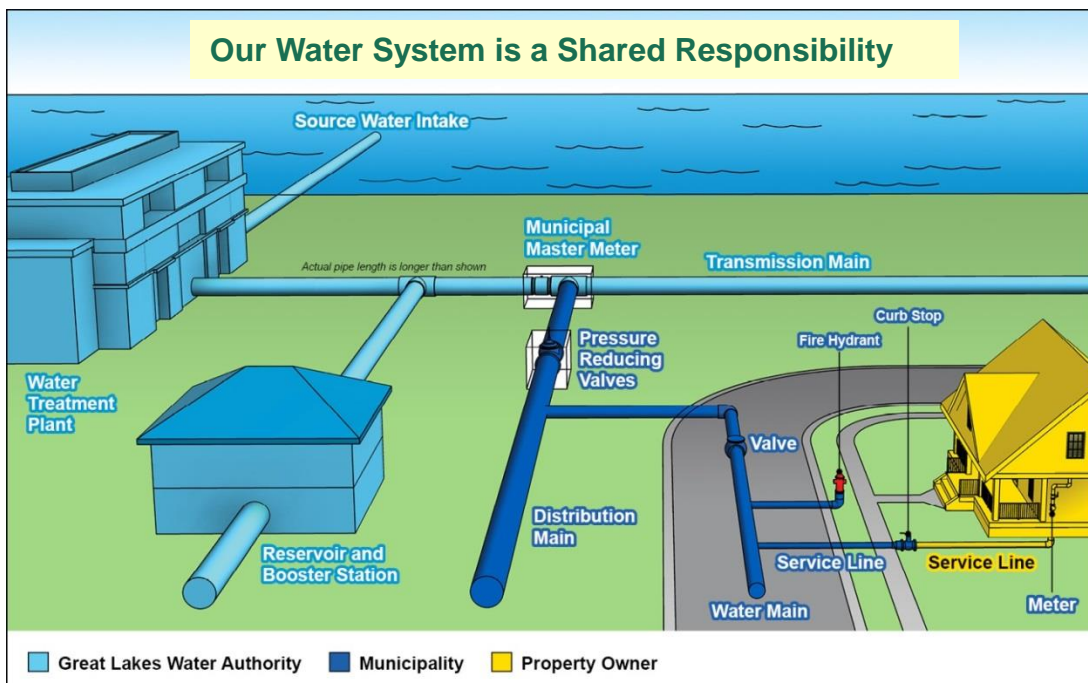 Our Water System is a Shared Responsibility
Source Water Intake
Municipal
Master Meter
Actual pipe length is longer than shown
Transmission Main
Curb Stop
Fire Hydrant
Pressure
Reducing
Valves
Water
Treatment
Plant
Valve
Distribution
Main
Reservoir and
Booster Station
Service Line
Service Line
Water Main
Meter
Great Lakes Water Authority
Municipality
Property Owner